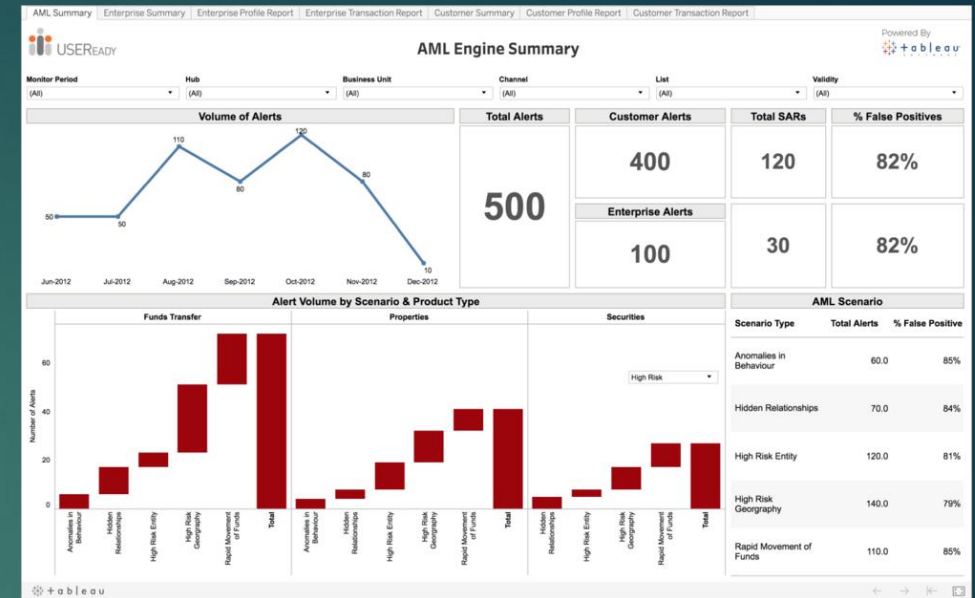 AML Summary Enterprise Summary Enterprise Profile Report Enterprise Transaction Report Customer Summary Customer Profile Report Customer Transaction Report
USEREADY
AML Engine Summary
Powered By
+ableau
SOFTWARE
Monitor Period Hub Business Unit Channel List Validity
(All) (All) (All) (All) (All) (All)
Volume of Alerts
50
50
110
80
120
80
10
Jun-2012 Jul-2012 Aug-2012 Sep-2012 Oct-2012 Nov-2012 Dec-2012
Total Alerts
500
Customer Alerts
400
Enterprise Alerts
100
Total SARs
120
30
% False Positives
82%
82%
Alert Volume by Scenario & Product Type
Funds Transfer Properties Securities
High Risk
Number of Alerts
60
40
20
0
Anomalies in
Behaviour
Hidden
Relationships
High Risk Entity
High Risk
Georgraphy
Rapid Movement
of Funds
Total
Anomalies in
Behaviour
Hidden
Relationships
High Risk Entity
High Risk
Georgraphy
Rapid Movement
of Funds
Total
Hidden
Relationships
High Risk Entity
High Risk
Georgraphy
Rapid Movement
of Funds
Total
AML Scenario
Scenario Type Total Alerts % False Positive
Anomalies in
Behaviour 60.0 85%
Hidden Relationships 70.0 84%
High Risk Entity 120.0 81%
High Risk
Georgraphy 140.0 79%
Rapid Movement of
Funds 110.0 85%
+ableau